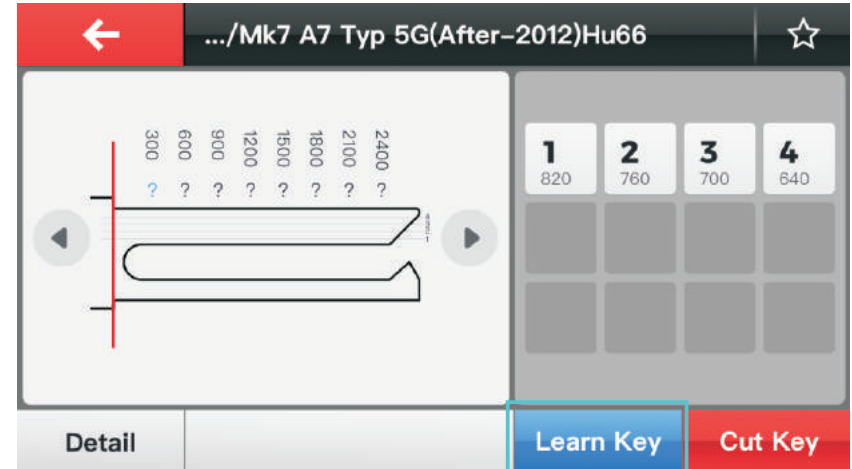 .../Mk7 A7 Typ 5G(After-2012)Hu66
300 600 900 1200 1500 1800 2100 2400
? ? ? ? ? ? ? ?
1 2 3 4
820 760 700 640
Detail
Learn Key
Cut Key